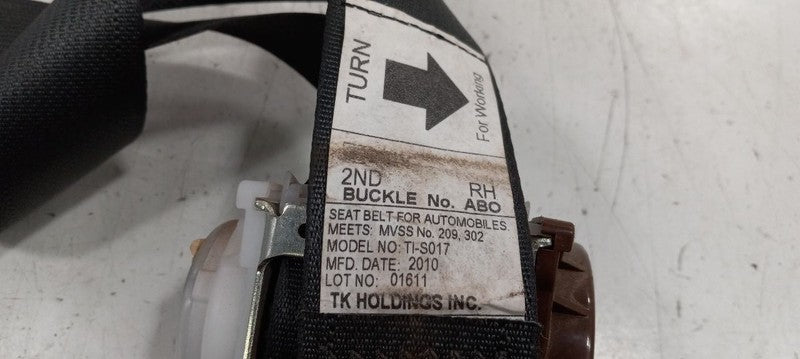 TURN
For Working
2ND RH
BUCKLE No. ABO
SEAT BELT FOR AUTOMOBILES.
MEETS: MVSS No. 209, 302
MODEL NO: TI-S017
MFD. DATE: 2010
LOT NO: 01611
TK HOLDINGS INC.